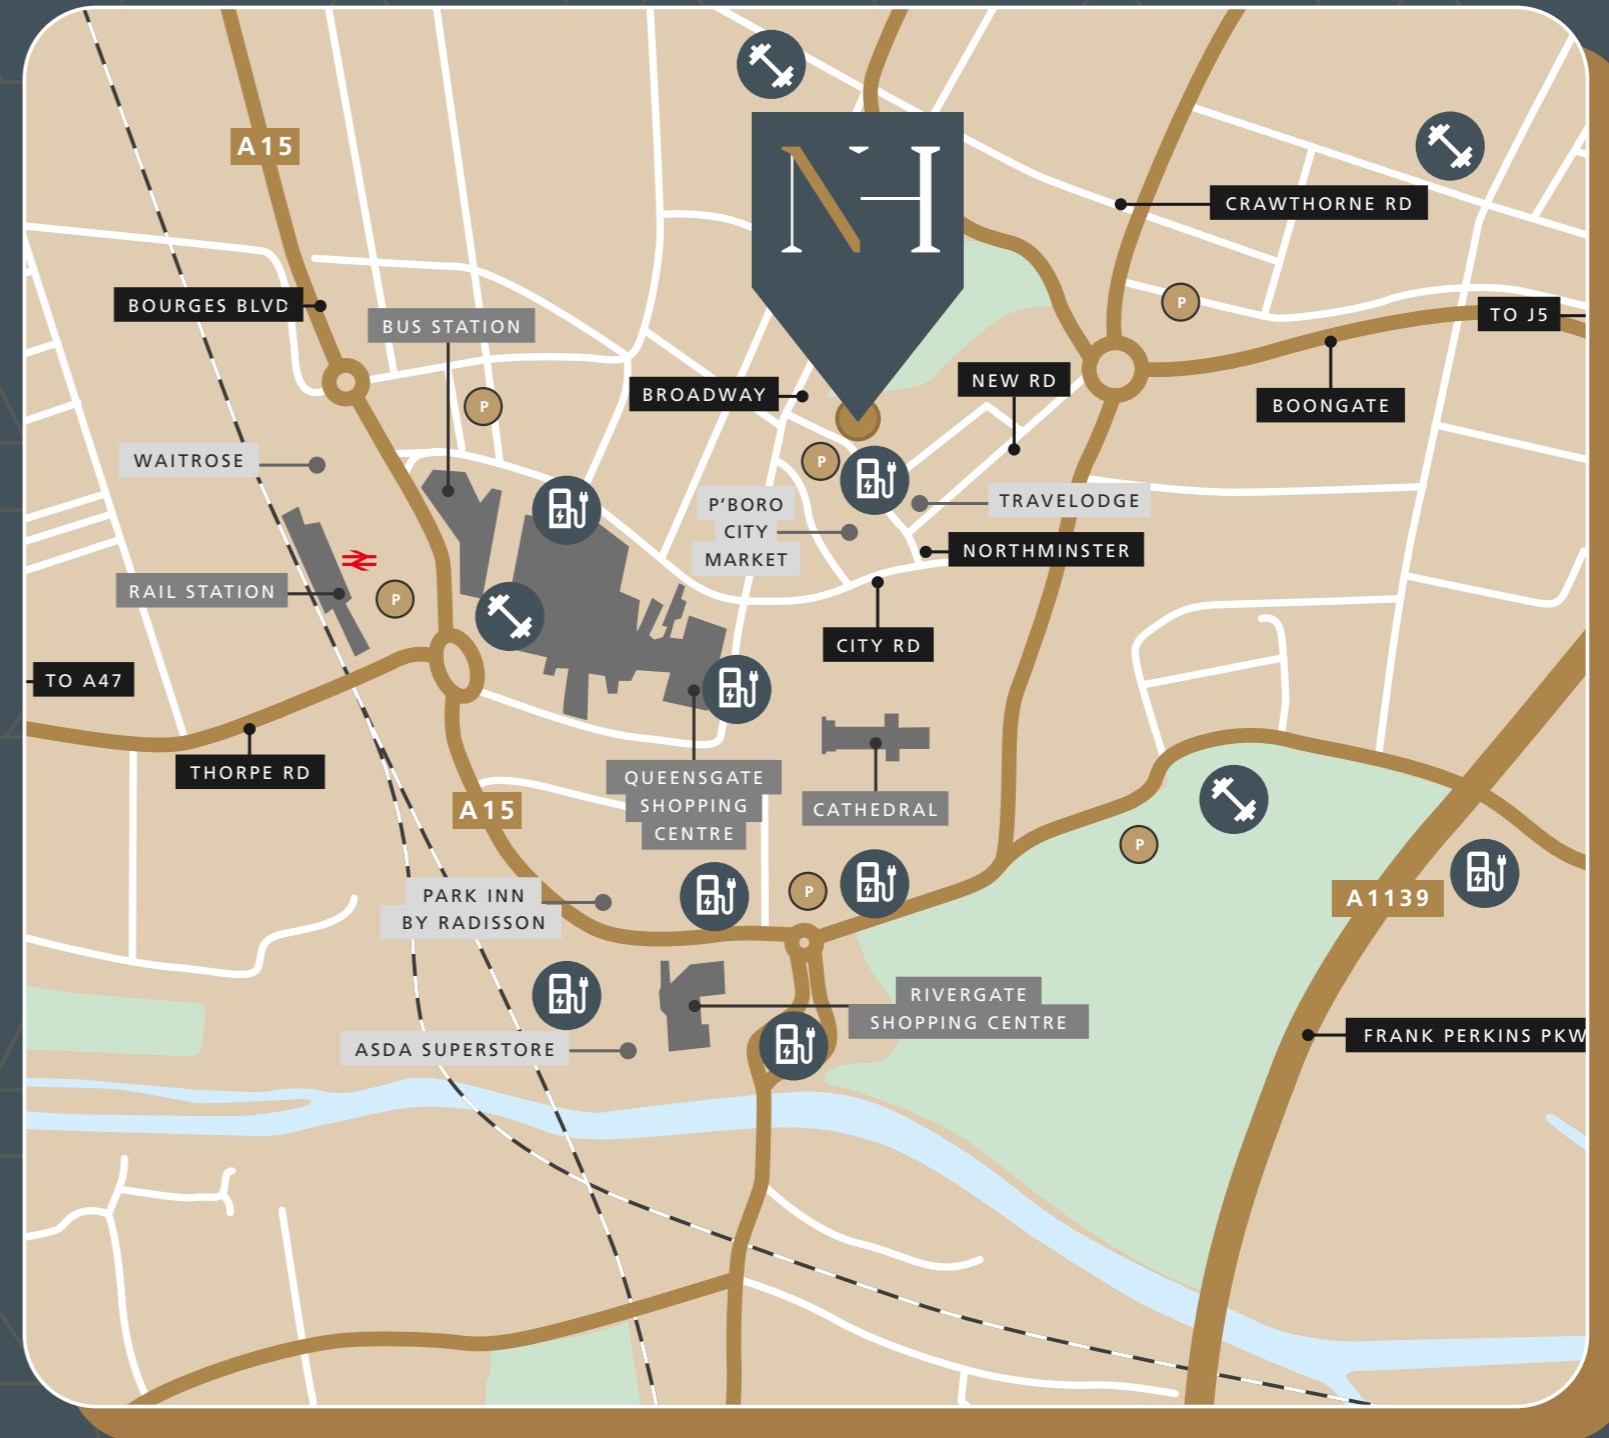 A15
NH
CRAWTHORNE RD
BOURGES BLVD
P
TO J5
BUS STATION
NEW RD
BROADWAY
BOONGATE
P
WAITROSE
P
P'BORO
CITY
MARKET
TRAVELODGE
NORTHMINSTER
RAIL STATION
P
CITY RD
TO A47
THORPE RD
QUEENSGATE
SHOPPING
CENTRE
A15
CATHEDRAL
P
PARK INN
BY RADISSON
P
A1139
RIVERGATE
SHOPPING CENTRE
ASDA SUPERSTORE
FRANK PERKINS PKW